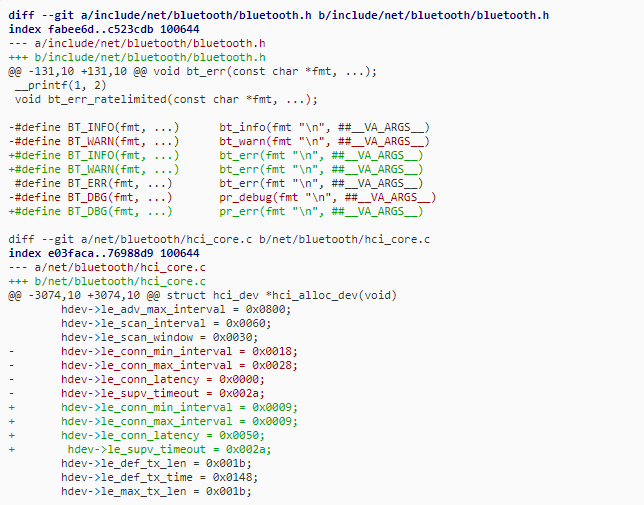 diff --git a/include/net/bluetooth/bluetooth.h b/include/net/bluetooth/bluetooth.h
index fabee6d..c523cdb 100644
--- a/include/net/bluetooth/bluetooth.h
+++ b/include/net/bluetooth/bluetooth.h
@@ -131,10 +131,10 @@ void bt_err(const char *fmt, ...);
 __printf(1, 2)
 void bt_err_ratelimited(const char *fmt, ...);

-#define BT_INFO(fmt, ...)      bt_info(fmt "\n", ##__VA_ARGS__)
-#define BT_WARN(fmt, ...)      bt_warn(fmt "\n", ##__VA_ARGS__)
+#define BT_INFO(fmt, ...)      bt_err(fmt "\n", ##__VA_ARGS__)
+#define BT_WARN(fmt, ...)      bt_err(fmt "\n", ##__VA_ARGS__)
 #define BT_ERR(fmt, ...)       bt_err(fmt "\n", ##__VA_ARGS__)
-#define BT_DBG(fmt, ...)       pr_debug(fmt "\n", ##__VA_ARGS__)
+#define BT_DBG(fmt, ...)       pr_err(fmt "\n", ##__VA_ARGS__)

diff --git a/net/bluetooth/hci_core.c b/net/bluetooth/hci_core.c
index e03faca..76988d9 100644
--- a/net/bluetooth/hci_core.c
+++ b/net/bluetooth/hci_core.c
@@ -3074,10 +3074,10 @@ struct hci_dev *hci_alloc_dev(void)
        hdev->le_adv_max_interval = 0x0800;
        hdev->le_scan_interval = 0x0060;
        hdev->le_scan_window = 0x0030;
-       hdev->le_conn_min_interval = 0x0018;
-       hdev->le_conn_max_interval = 0x0028;
-       hdev->le_conn_latency = 0x0000;
-       hdev->le_supv_timeout = 0x002a;
+       hdev->le_conn_min_interval = 0x0009;
+       hdev->le_conn_max_interval = 0x0009;
+       hdev->le_conn_latency = 0x0050;
+        hdev->le_supv_timeout = 0x002a;
        hdev->le_def_tx_len = 0x001b;
        hdev->le_def_tx_time = 0x0148;
        hdev->le_max_tx_len = 0x001b;